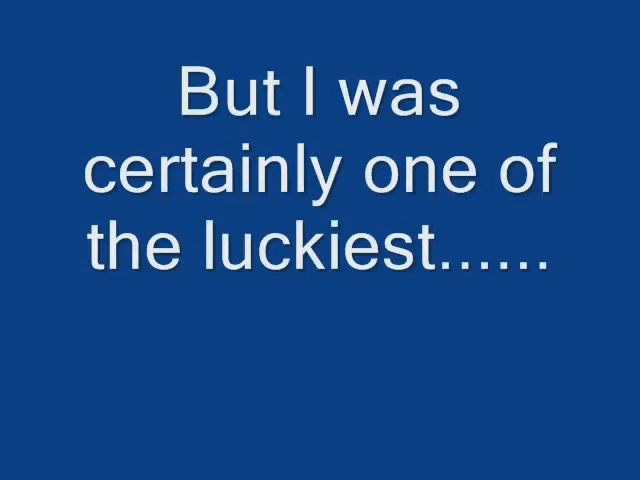 But I was
certainly one of
the luckiest......